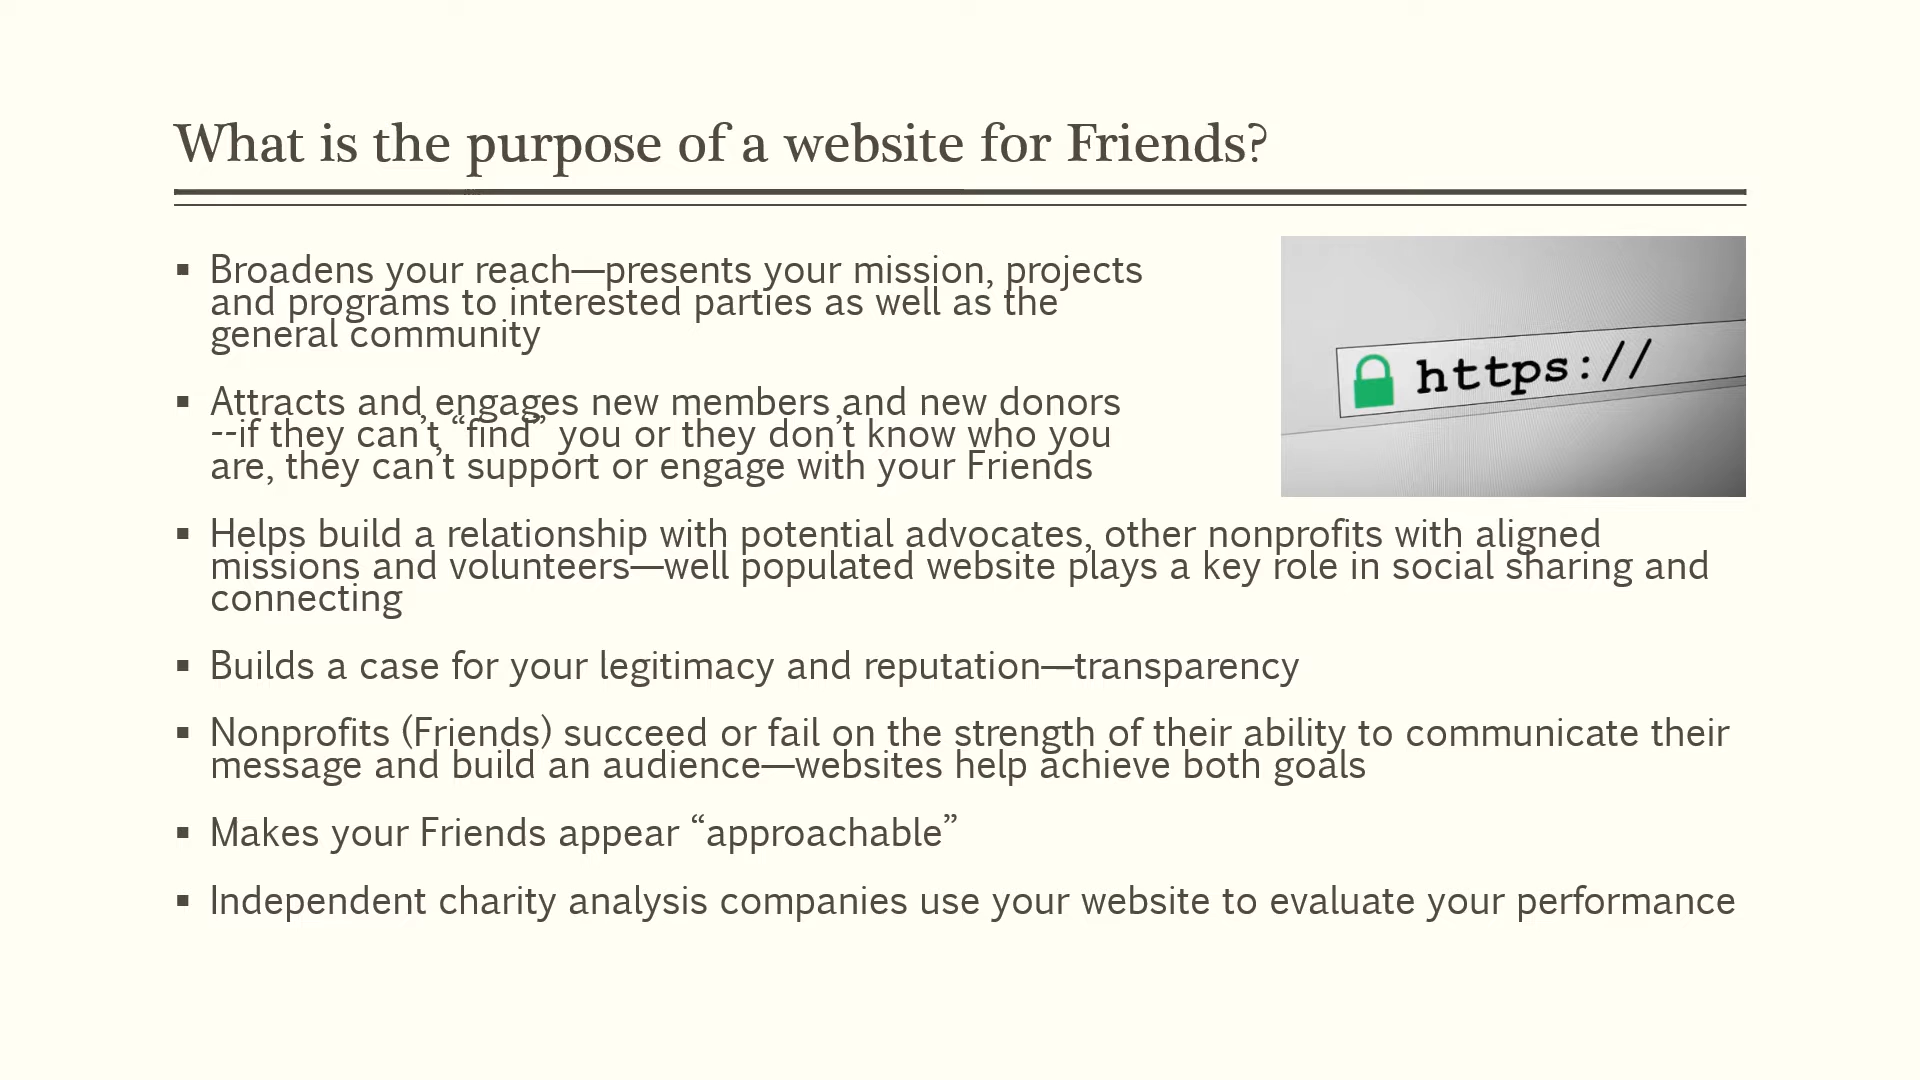 What is the purpose of a website for Friends?
▪ Broadens your reach—presents your mission, projects
and programs to interested parties as well as the
general community
▪ Attracts and engages new members and new donors
--if they can’t “find” you or they don’t know who you
are, they can’t support or engage with your Friends
https://
▪ Helps build a relationship with potential advocates, other nonprofits with aligned
missions and volunteers—well populated website plays a key role in social sharing and
connecting
▪ Builds a case for your legitimacy and reputation—transparency
▪ Nonprofits (Friends) succeed or fail on the strength of their ability to communicate their
message and build an audience—websites help achieve both goals
▪ Makes your Friends appear “approachable”
▪ Independent charity analysis companies use your website to evaluate your performance